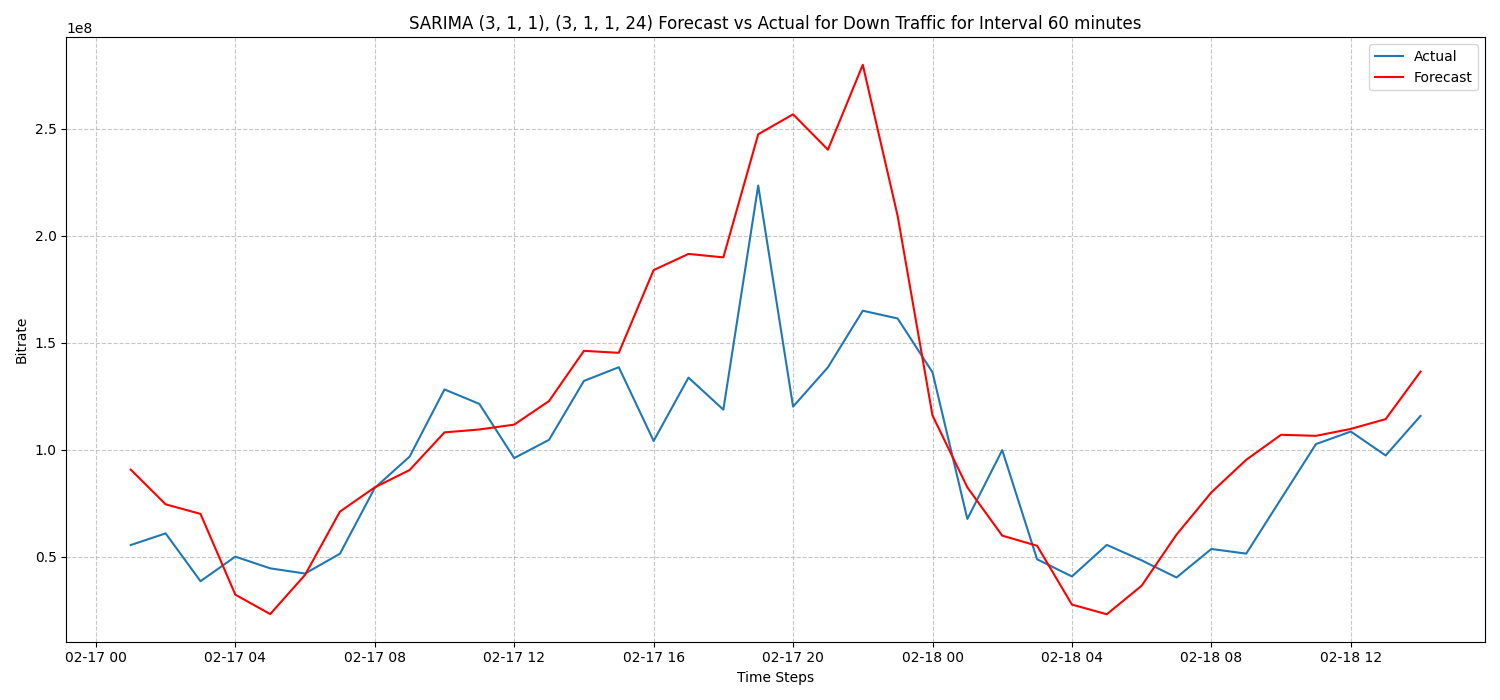 SARIMA (3, 1, 1), (3, 1, 1, 24) Forecast vs Actual for Down Traffic for Interval 60 minutes
1e8
Actual
Forecast
2.5
2.0
1.5
1.0
0.5
Bitrate
02-17 00 02-17 04 02-17 08 02-17 12 02-17 16 02-17 20 02-18 00 02-18 04 02-18 08 02-18 12
Time Steps